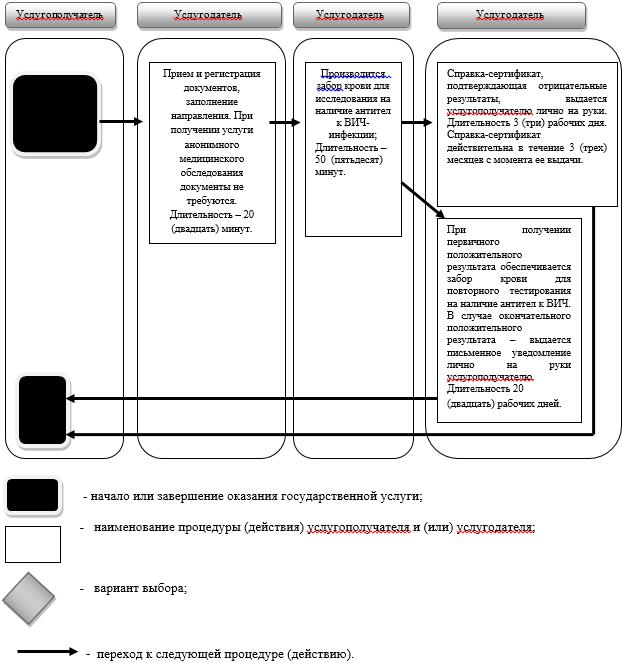 Услугополучатель
Услугодатель
Услугодатель
Услугодатель
Прием и регистрация
документов,
заполнение
направления. При
получении услуги
анонимного
медицинского
обследования
документы не
требуются.
Длительность – 20
(двадцать) минут.
Производится
забор крови для
исследования на
наличие антител
к ВИЧ-
инфекции;
Длительность –
50 (пятьдесят)
минут.
Справка-сертификат,
подтверждающая отрицательные
результаты, выдается
услугополучателю лично на руки.
Длительность 3 (три) рабочих дня.
Справка-сертификат
действительна в течение 3 (трех)
месяцев с момента ее выдачи.
При получении
первичного
положительного
результата обеспечивается
забор крови для
повторного тестирования
на наличие антител к ВИЧ.
В случае окончательного
положительного
результата – выдается
письменное уведомление
лично на руки
услугополучателю.
Длительность 20
(двадцать) рабочих дней.
- начало или завершение оказания государственной услуги;
- наименование процедуры (действия) услугополучателя и (или) услугодателя;
- вариант выбора;
- переход к следующей процедуре (действию).